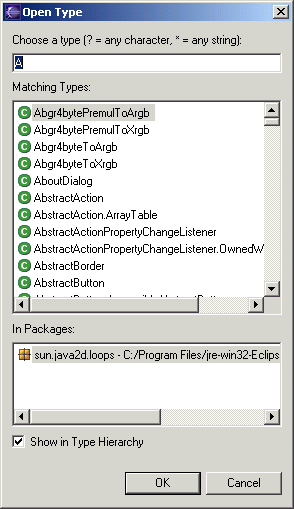 Open Type
Choose a type (? = any character, * = any string):
A
Matching Types:
C Abgr4bytePremulToArgb
C Abgr4bytePremulToXrgb
C Abgr4byteToArgb
C Abgr4byteToXrgb
C AboutDialog
C AbstractAction
C AbstractAction.ArrayTable
C AbstractActionPropertyChangeListener
C AbstractActionPropertyChangeListener.OwnedW
C AbstractBorder
C AbstractButton
In Packages:
sun.java2d.loops - C:/Program Files/jre-win32-Eclips
Show in Type Hierarchy
OK Cancel